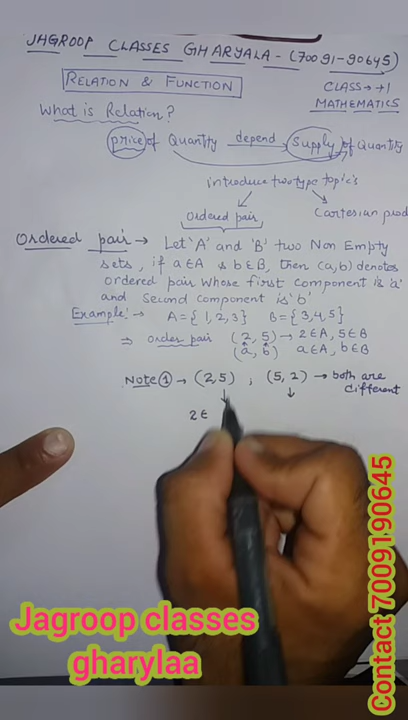 JAGROOP CLASSES GHARYALA - (70091-90645)
RELATION & FUNCTION
CLASS → +1
MATHEMATICS
What is Relation?
price of Quantity depend supply of Quantity
introduce two type topics
Ordered pair
Cartesian prod
Ordered pair → Let 'A' and 'B' two Non Empty
sets, if a∈A & b∈B, then (a,b) denotes
ordered pair whose first component is 'a'
and Second component is 'b'
Example:- A = {1, 2, 3} B = {3,4,5}
⇒ order pair (2, 5) → 2∈A, 5∈B
(a, b) a∈A, b∈B
Note ① → (2,5) , (5,2) → both are
different
2 ∈
Jagroop classes
gharylaa
Contact 70091190645